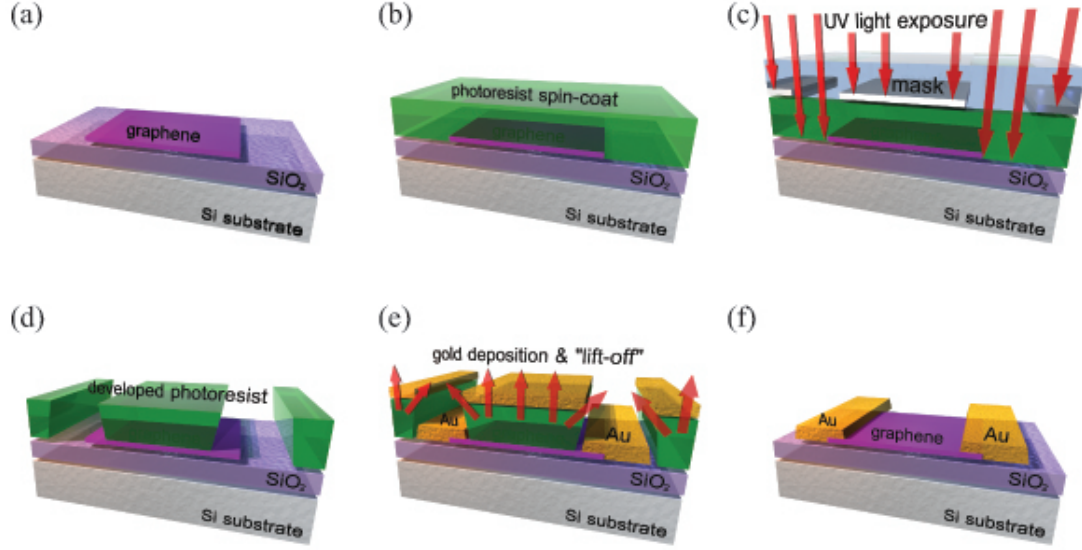 (a)
graphene
SiO₂
Si substrate
(b)
photoresist spin-coat
graphene
SiO₂
Si substrate
(c)
UV light exposure
mask
SiO₂
Si substrate
(d)
developed photoresist
SiO₂
Si substrate
(e)
gold deposition & "lift-off"
Au
Au
SiO₂
Si substrate
(f)
Au
graphene
Au
SiO₂
Si substrate